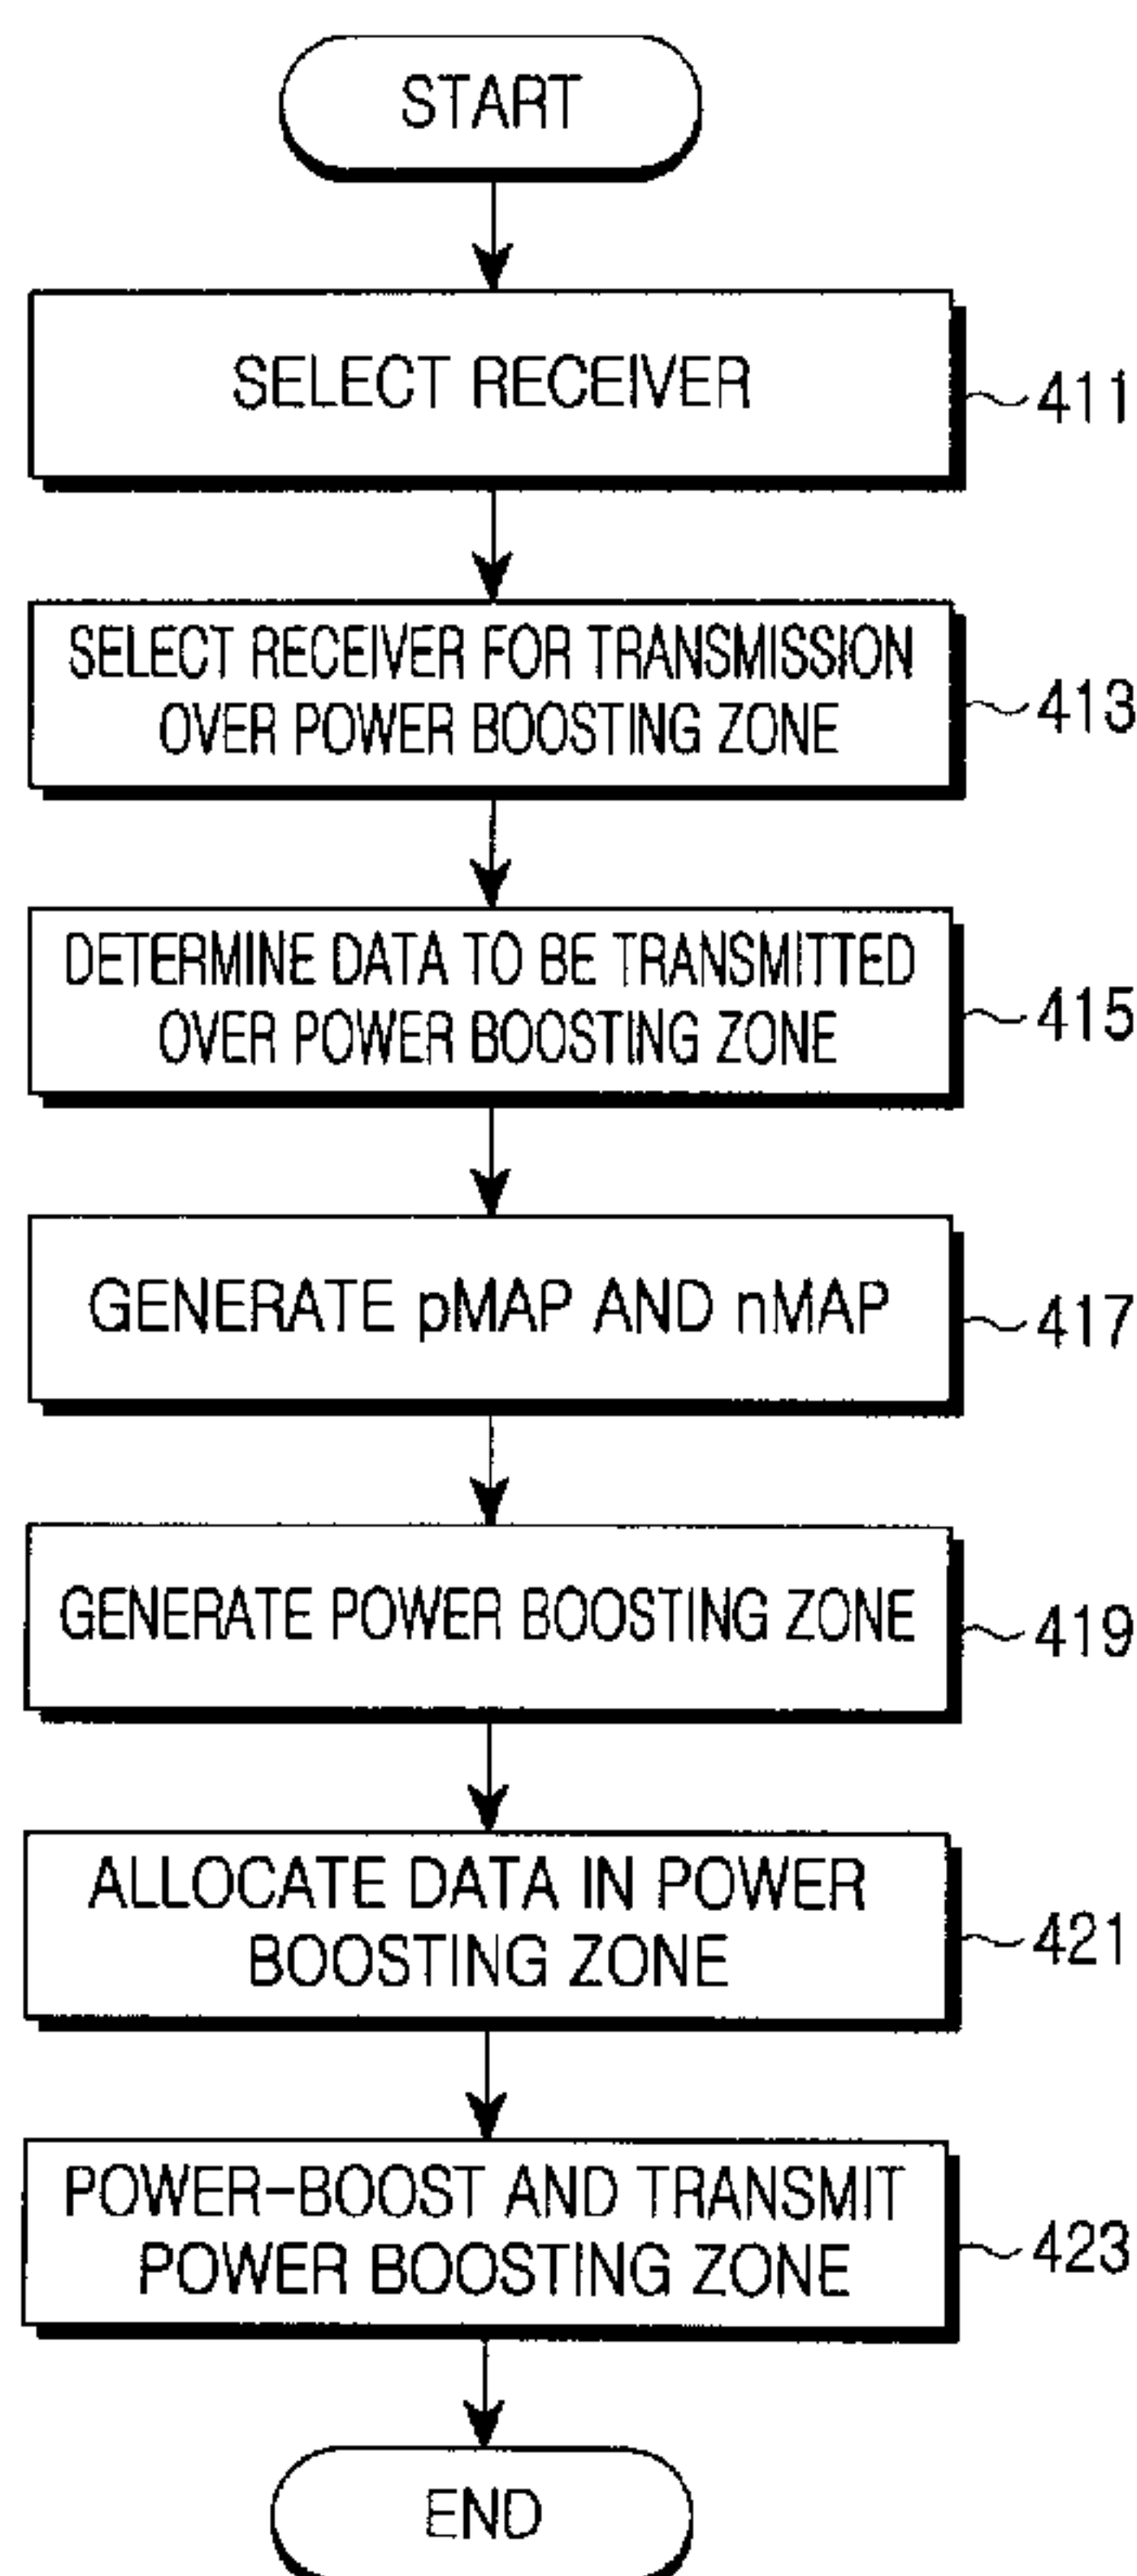 START
SELECT RECEIVER
411
SELECT RECEIVER FOR TRANSMISSION
OVER POWER BOOSTING ZONE
413
DETERMINE DATA TO BE TRANSMITTED
OVER POWER BOOSTING ZONE
415
GENERATE pMAP AND nMAP
417
GENERATE POWER BOOSTING ZONE
419
ALLOCATE DATA IN POWER
BOOSTING ZONE
421
POWER-BOOST AND TRANSMIT
POWER BOOSTING ZONE
423
END